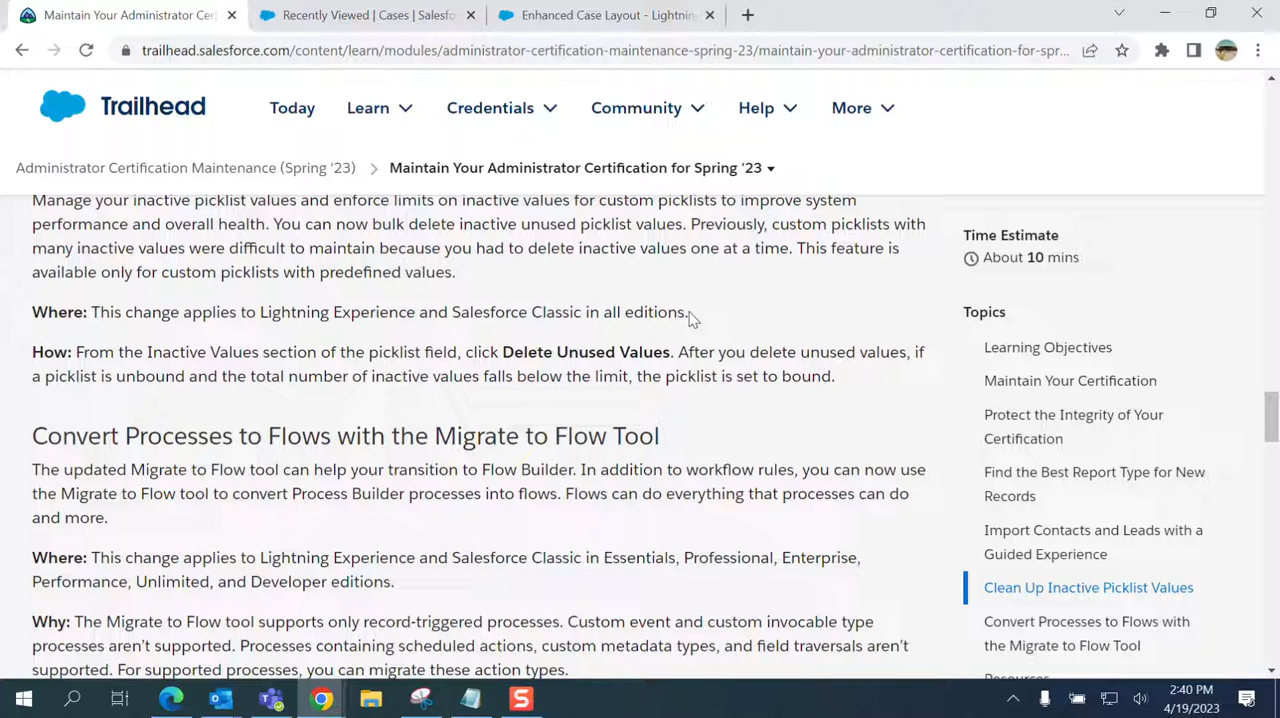 Maintain Your Administrator Cer
Recently Viewed | Cases | Salesfo
Enhanced Case Layout - Lightnin
trailhead.salesforce.com/content/learn/modules/administrator-certification-maintenance-spring-23/maintain-your-administrator-certification-for-spr...
Trailhead
Today
Learn
Credentials
Community
Help
More
Administrator Certification Maintenance (Spring '23)
Maintain Your Administrator Certification for Spring '23
Manage your inactive picklist values and enforce limits on inactive values for custom picklists to improve system
performance and overall health. You can now bulk delete inactive unused picklist values. Previously, custom picklists with
many inactive values were difficult to maintain because you had to delete inactive values one at a time. This feature is
available only for custom picklists with predefined values.
Where: This change applies to Lightning Experience and Salesforce Classic in all editions.
How: From the Inactive Values section of the picklist field, click Delete Unused Values. After you delete unused values, if
a picklist is unbound and the total number of inactive values falls below the limit, the picklist is set to bound.
Convert Processes to Flows with the Migrate to Flow Tool
The updated Migrate to Flow tool can help your transition to Flow Builder. In addition to workflow rules, you can now use
the Migrate to Flow tool to convert Process Builder processes into flows. Flows can do everything that processes can do
and more.
Where: This change applies to Lightning Experience and Salesforce Classic in Essentials, Professional, Enterprise,
Performance, Unlimited, and Developer editions.
Why: The Migrate to Flow tool supports only record-triggered processes. Custom event and custom invocable type
processes aren't supported. Processes containing scheduled actions, custom metadata types, and field traversals aren't
supported. For supported processes, you can migrate these action types.
Time Estimate
About 10 mins
Topics
Learning Objectives
Maintain Your Certification
Protect the Integrity of Your
Certification
Find the Best Report Type for New
Records
Import Contacts and Leads with a
Guided Experience
Clean Up Inactive Picklist Values
Convert Processes to Flows with
the Migrate to Flow Tool
Resources
2:40 PM
4/19/2023